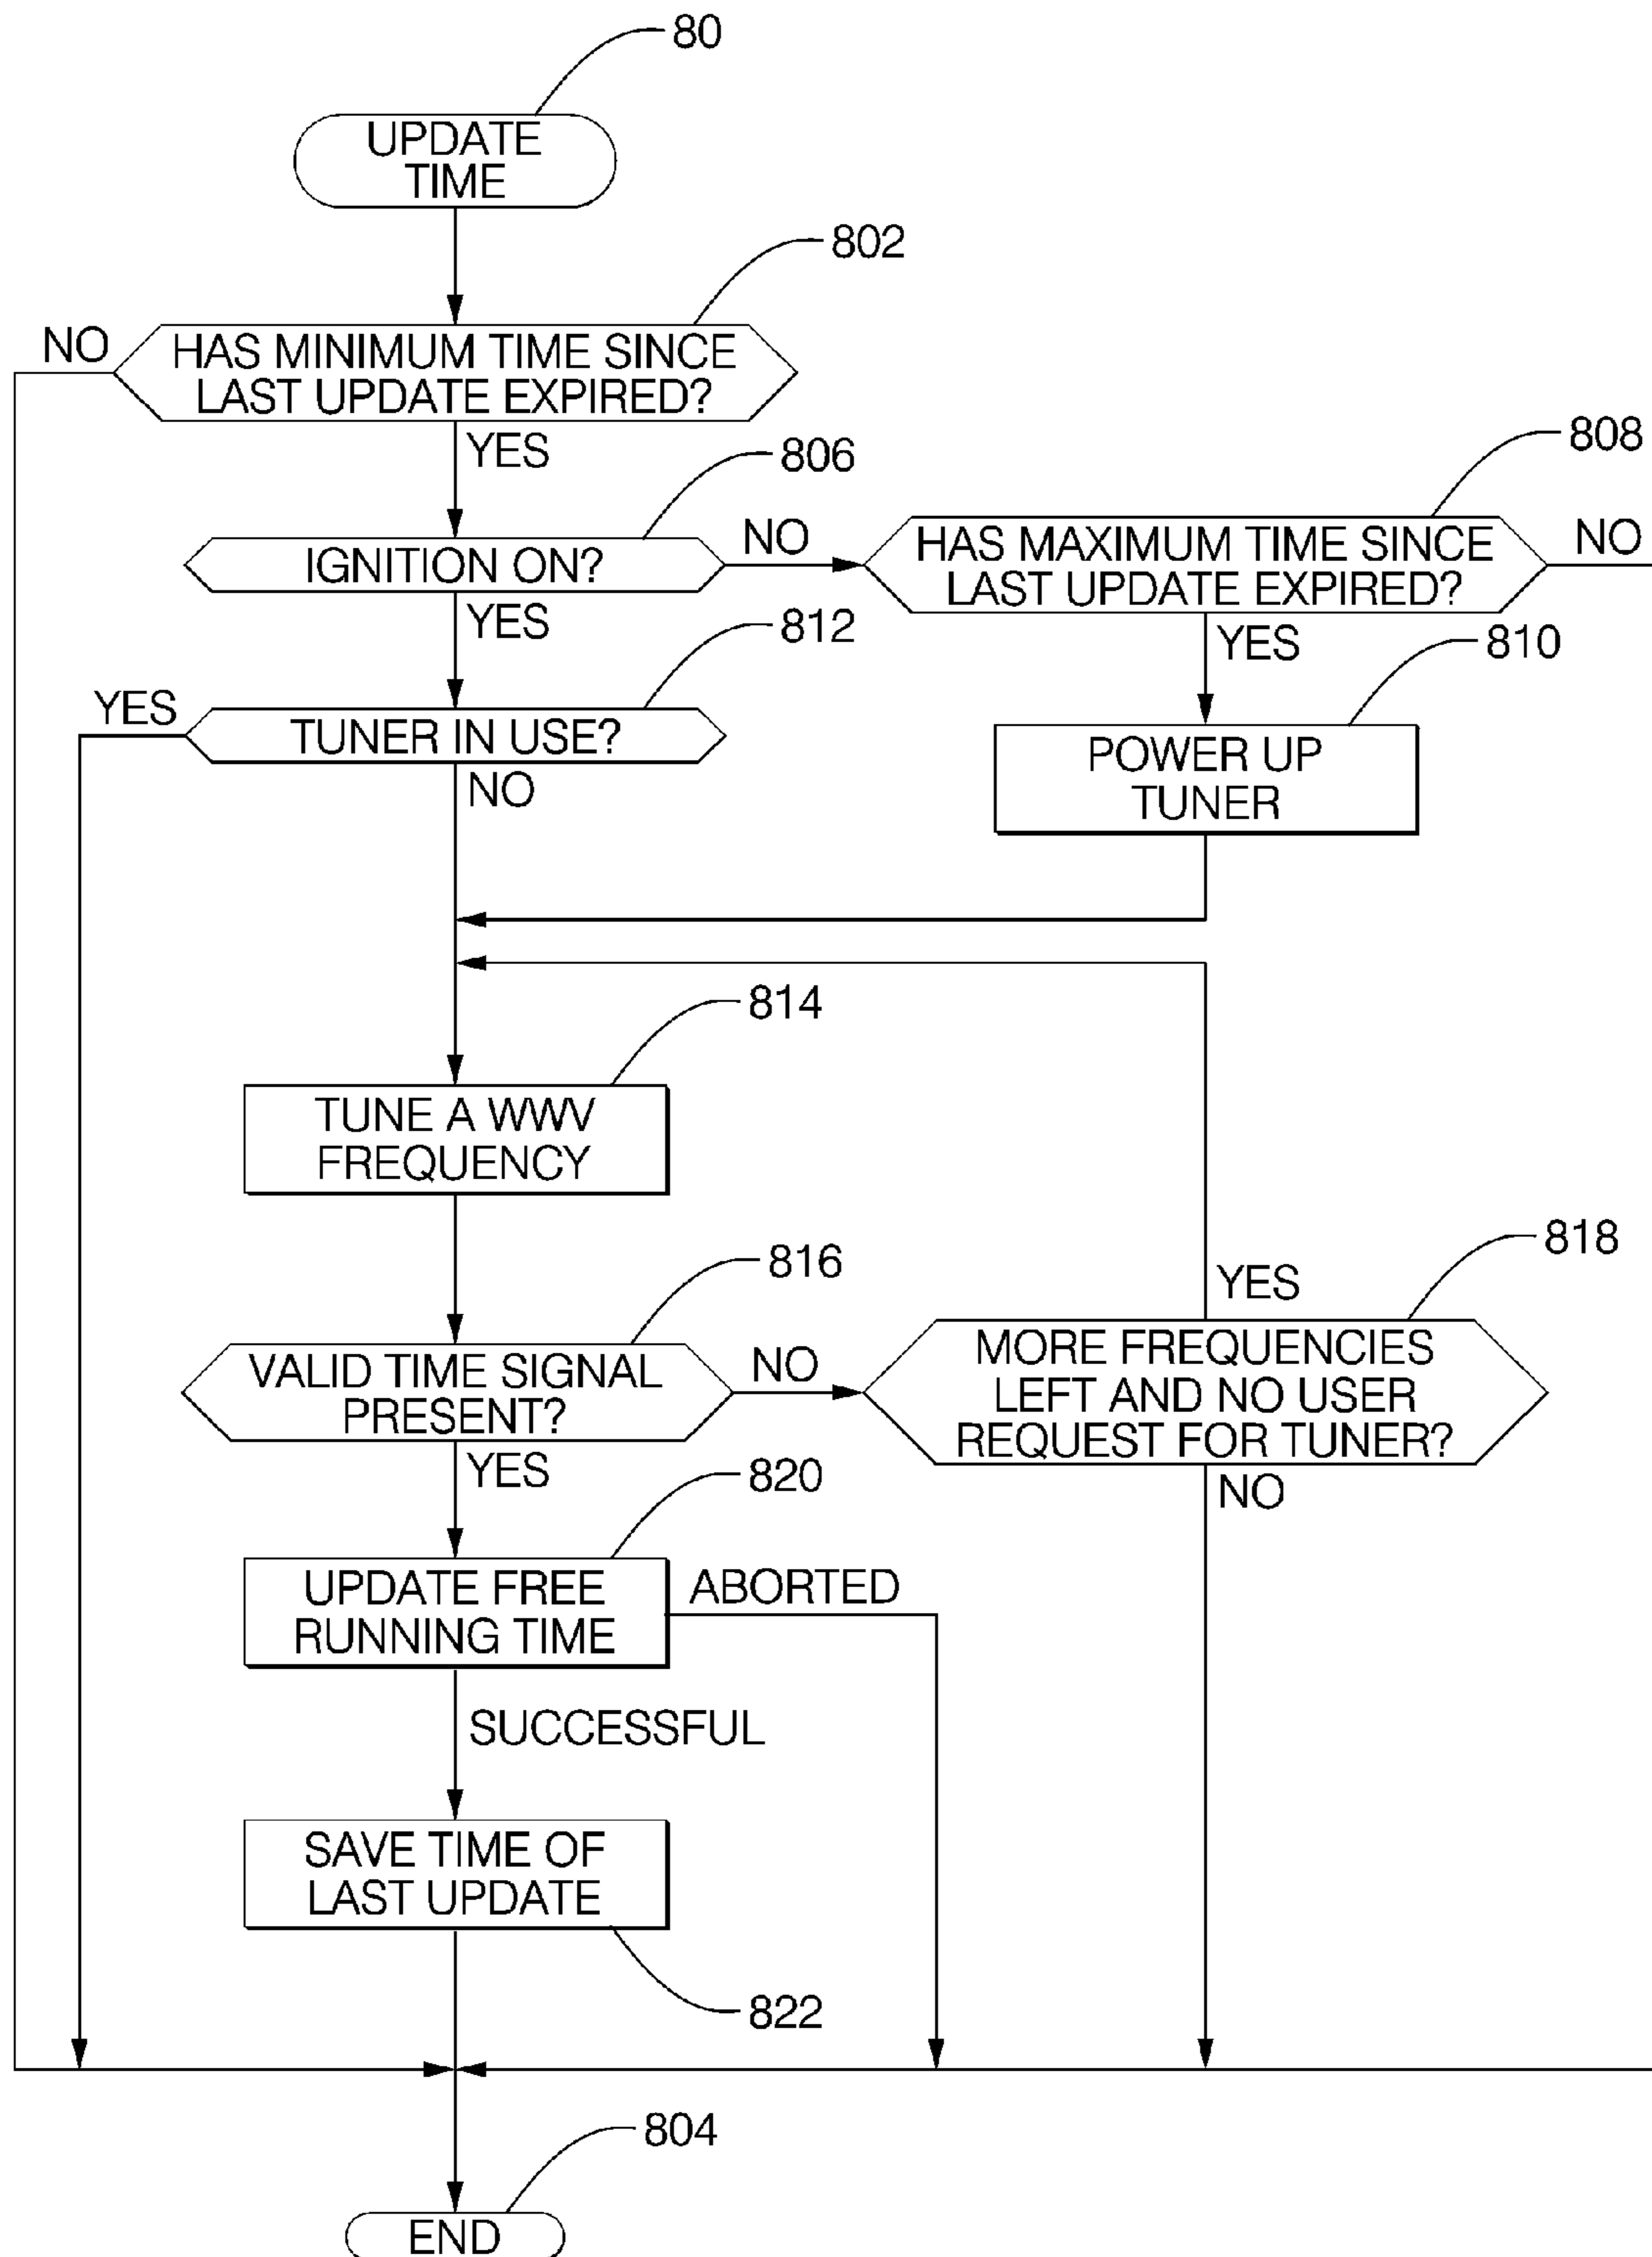 80
UPDATE
TIME
802
NO
HAS MINIMUM TIME SINCE
LAST UPDATE EXPIRED?
YES
806
IGNITION ON?
NO
808
HAS MAXIMUM TIME SINCE
LAST UPDATE EXPIRED?
NO
YES
812
YES
810
YES
TUNER IN USE?
NO
POWER UP
TUNER
814
TUNE A WWV
FREQUENCY
816
VALID TIME SIGNAL
PRESENT?
NO
818
YES
MORE FREQUENCIES
LEFT AND NO USER
REQUEST FOR TUNER?
NO
YES
820
UPDATE FREE
RUNNING TIME
ABORTED
SUCCESSFUL
SAVE TIME OF
LAST UPDATE
822
804
END